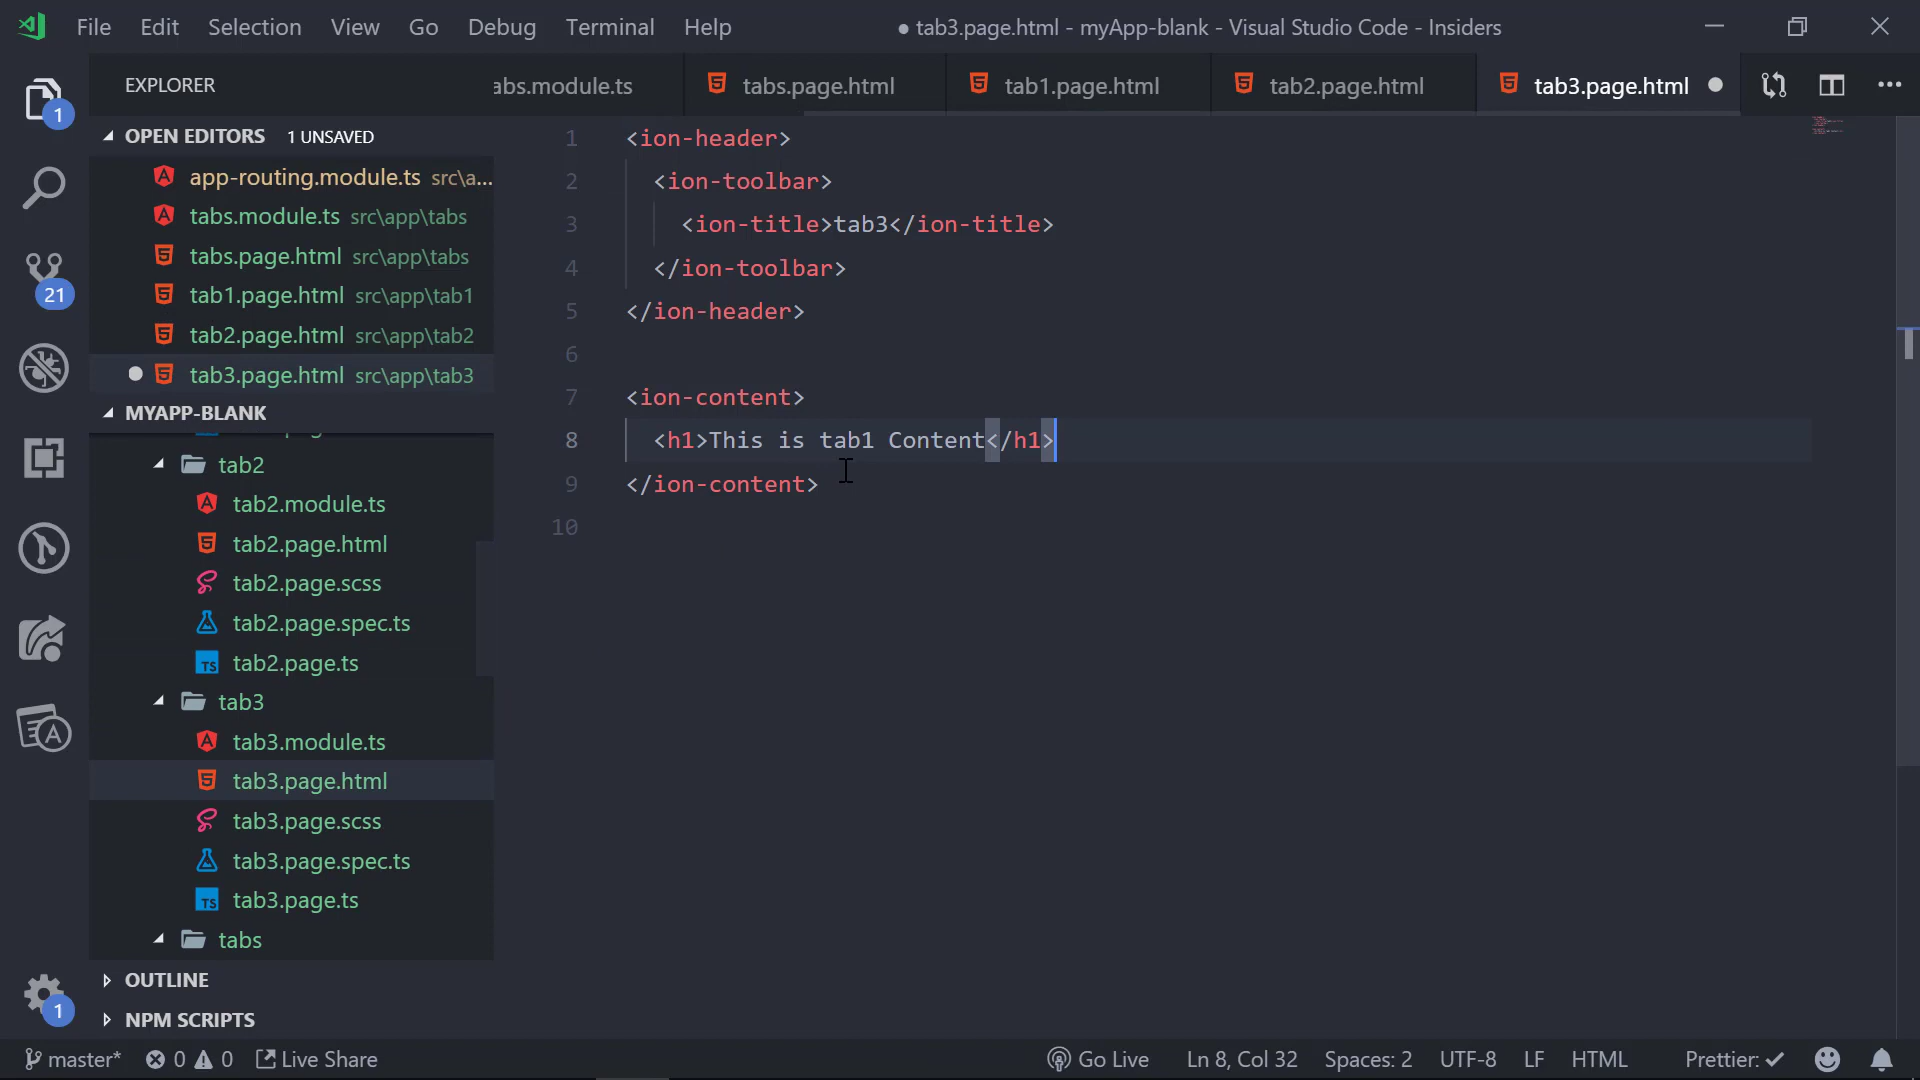 File Edit Selection View Go Debug Terminal Help
● tab3.page.html - myApp-blank - Visual Studio Code - Insiders
EXPLORER
abs.module.ts
tabs.page.html
tab1.page.html
tab2.page.html
tab3.page.html
1
OPEN EDITORS 1 UNSAVED
app-routing.module.ts src\a...
tabs.module.ts src\app\tabs
tabs.page.html src\app\tabs
tab1.page.html src\app\tab1
tab2.page.html src\app\tab2
tab3.page.html src\app\tab3
21
MYAPP-BLANK
tab2
tab2.module.ts
tab2.page.html
tab2.page.scss
tab2.page.spec.ts
TS tab2.page.ts
tab3
tab3.module.ts
tab3.page.html
tab3.page.scss
tab3.page.spec.ts
TS tab3.page.ts
tabs
OUTLINE
1
NPM SCRIPTS
1 <ion-header>
2 <ion-toolbar>
3 <ion-title>tab3</ion-title>
4 </ion-toolbar>
5 </ion-header>
6
7 <ion-content>
8 <h1>This is tab1 Content</h1>
9 </ion-content>
10
master* 0 0 Live Share Go Live Ln 8, Col 32 Spaces: 2 UTF-8 LF HTML Prettier: ✓